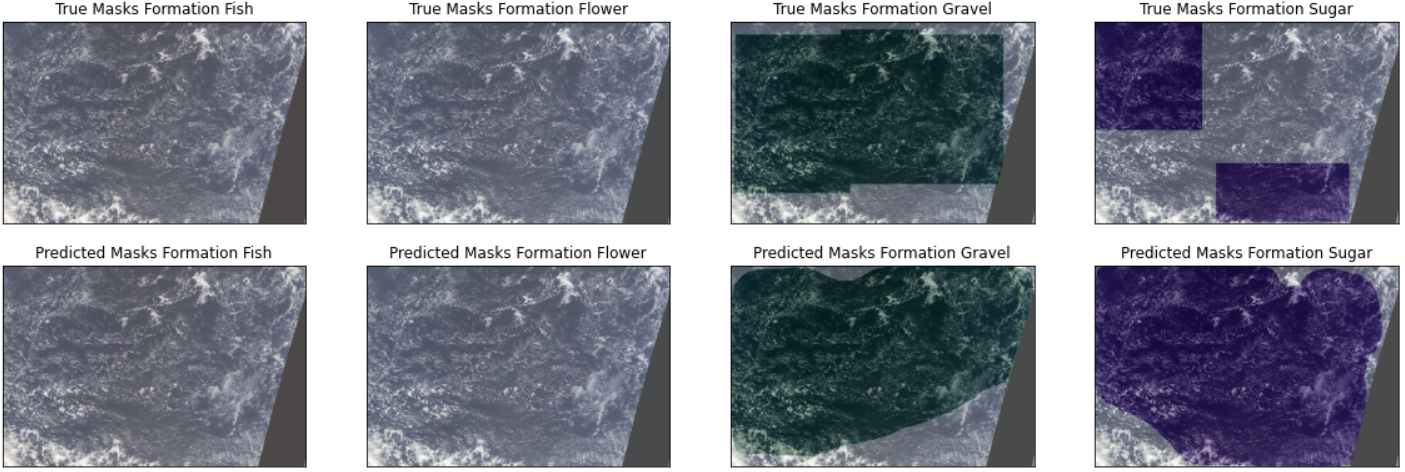 True Masks Formation Fish
True Masks Formation Flower
True Masks Formation Gravel
True Masks Formation Sugar
Predicted Masks Formation Fish
Predicted Masks Formation Flower
Predicted Masks Formation Gravel
Predicted Masks Formation Sugar